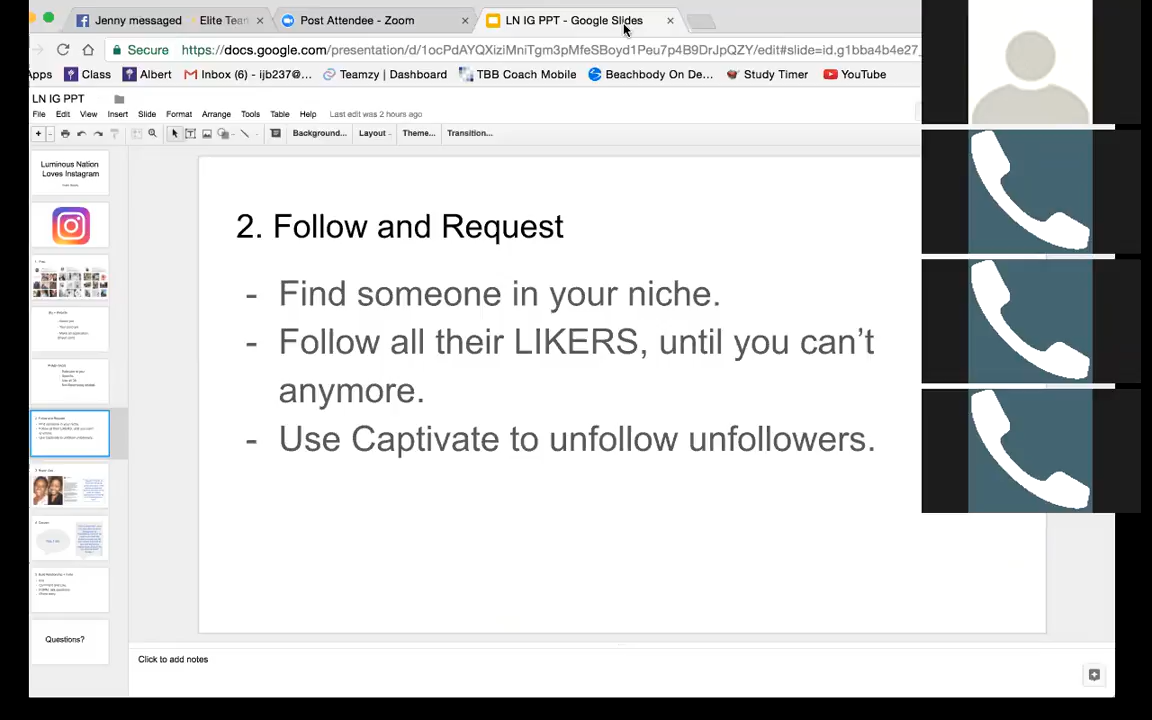 Jenny messaged Elite Tean
Post Attendee - Zoom
LN IG PPT - Google Slides
Secure https://docs.google.com/presentation/d/1ocPdAYQXiziMniTgm3pMfeSBoyd1Peu7p4B9DrJpQZY/edit#slide=id.g1bba4b4e27_
Apps Class Albert Inbox (6) - ijb237@... Teamzy | Dashboard TBB Coach Mobile Beachbody On De... Study Timer YouTube
LN IG PPT
File Edit View Insert Slide Format Arrange Tools Table Help Last edit was 2 hours ago
Background... Layout Theme... Transition...
Luminous Nation
Loves Instagram
2. Follow and Request
- Find someone in your niche.
- Follow all their LIKERS, until you can't
anymore.
- Use Captivate to unfollow unfollowers.
Questions?
Click to add notes